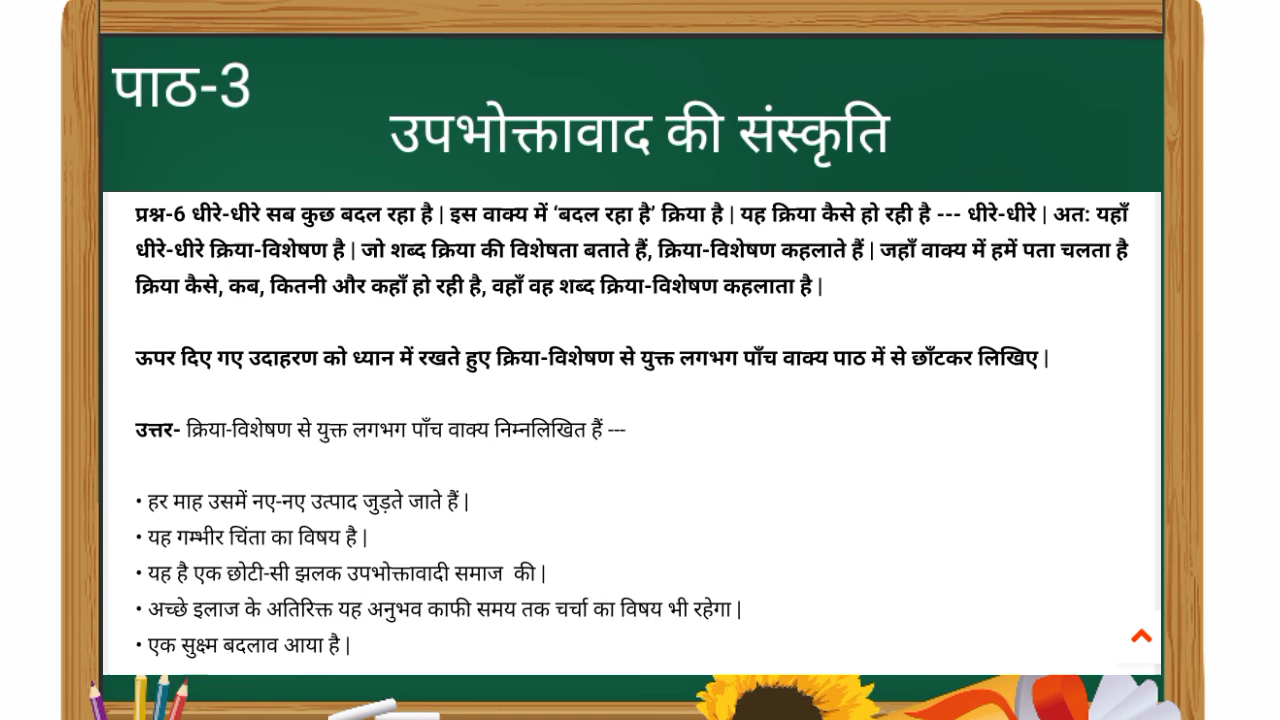 पाठ-3
उपभोक्तावाद की संस्कृति
प्रश्न-6 धीरे-धीरे सब कुछ बदल रहा है | इस वाक्य में ‘बदल रहा है’ क्रिया है | यह क्रिया कैसे हो रही है --- धीरे-धीरे | अत: यहाँ
धीरे-धीरे क्रिया-विशेषण है | जो शब्द क्रिया की विशेषता बताते हैं, क्रिया-विशेषण कहलाते हैं | जहाँ वाक्य में हमें पता चलता है
क्रिया कैसे, कब, कितनी और कहाँ हो रही है, वहाँ वह शब्द क्रिया-विशेषण कहलाता है |
ऊपर दिए गए उदाहरण को ध्यान में रखते हुए क्रिया-विशेषण से युक्त लगभग पाँच वाक्य पाठ में से छाँटकर लिखिए |
उत्तर- क्रिया-विशेषण से युक्त लगभग पाँच वाक्य निम्नलिखित हैं ---
• हर माह उसमें नए-नए उत्पाद जुड़ते जाते हैं |
• यह गम्भीर चिंता का विषय है |
• यह है एक छोटी-सी झलक उपभोक्तावादी समाज की |
• अच्छे इलाज के अतिरिक्त यह अनुभव काफी समय तक चर्चा का विषय भी रहेगा |
• एक सुक्ष्म बदलाव आया है |